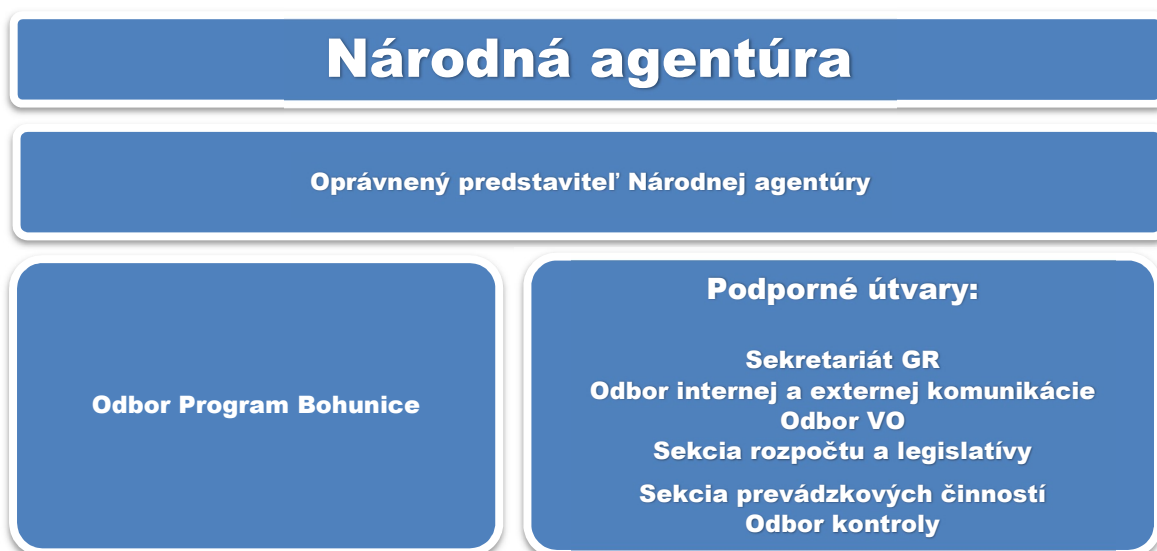 Národná agentúra
Oprávnený predstaviteľ Národnej agentúry
Odbor Program Bohunice
Podporné útvary:
Sekretariát GR
Odbor internej a externej komunikácie
Odbor VO
Sekcia rozpočtu a legislatívy
Sekcia prevádzkových činností
Odbor kontroly